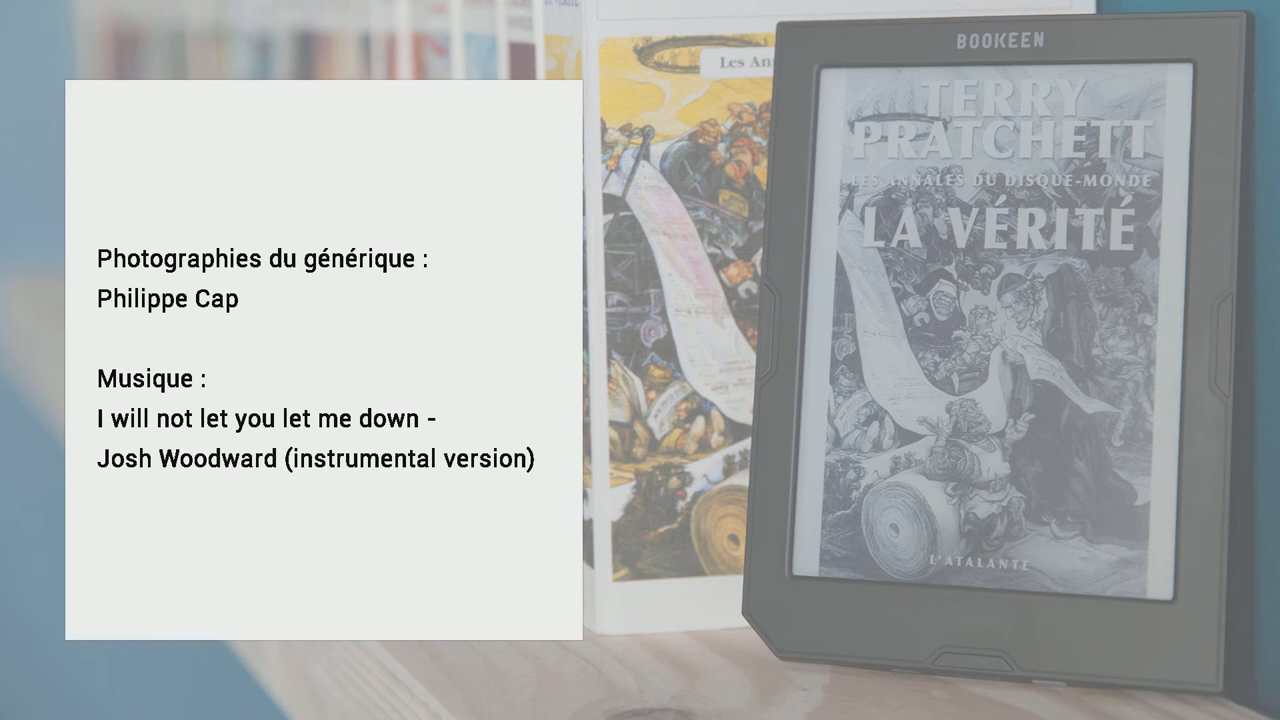 Photographies du générique :
Philippe Cap
Musique :
I will not let you let me down -
Josh Woodward (instrumental version)
Les An
BOOKEEN
TERRY
PRATCHETT
LES ANNALES DU DISQUE-MONDE
LA VÉRITÉ
L'ATALANTE